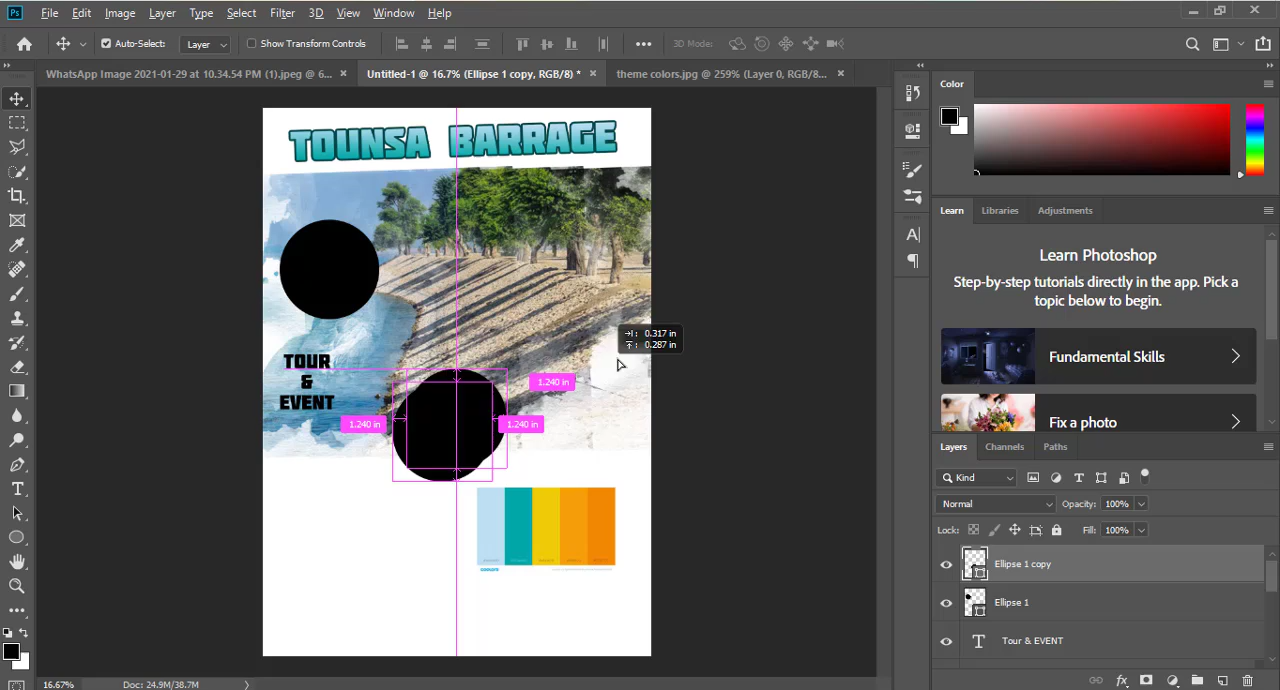 Ps File Edit Image Layer Type Select Filter 3D View Window Help
Auto-Select: Layer Show Transform Controls 3D Mode:
WhatsApp Image 2021-01-29 at 10.34.54 PM (1).jpeg @ 6... × Untitled-1 @ 16.7% (Ellipse 1 copy, RGB/8) * × theme colors.jpg @ 259% (Layer 0, RGB/8... ×
TOUNSA BARRAGE
TOUR
&
EVENT
0.317 in
0.287 in
1.240 in
1.240 in
1.240 in
Color
Learn Libraries Adjustments
Learn Photoshop
Step-by-step tutorials directly in the app. Pick a
topic below to begin.
Fundamental Skills
Fix a photo
Layers Channels Paths
Kind
Normal Opacity: 100%
Lock: Fill: 100%
Ellipse 1 copy
Ellipse 1
T Tour & EVENT
fx
16.67% Doc: 24.9M/38.7M